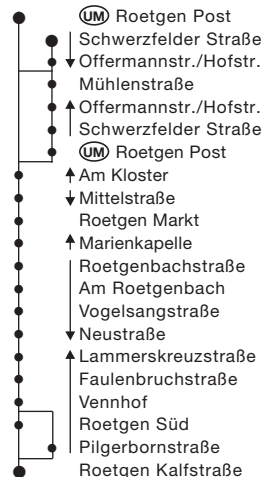 UM Roetgen Post
Schwerzfelder Straße
Offermannstr./Hofstr.
Mühlenstraße
Offermannstr./Hofstr.
Schwerzfelder Straße
UM Roetgen Post
Am Kloster
Mittelstraße
Roetgen Markt
Marienkapelle
Roetgenbachstraße
Am Roetgenbach
Vogelsangstraße
Neustraße
Lammerskreuzstraße
Faulenbruchstraße
Vennhof
Roetgen Süd
Pilgerbornstraße
Roetgen Kalfstraße